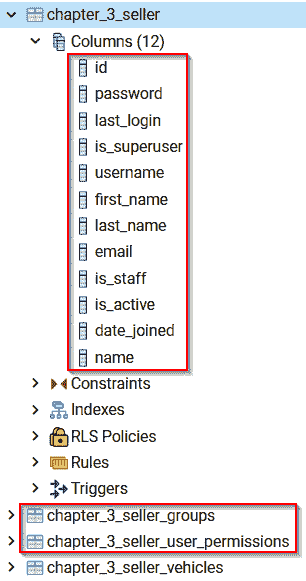 chapter_3_seller
Columns (12)
id
password
last_login
is_superuser
username
first_name
last_name
email
is_staff
is_active
date_joined
name
Constraints
Indexes
RLS Policies
Rules
Triggers
chapter_3_seller_groups
chapter_3_seller_user_permissions
chapter_3_seller_vehicles